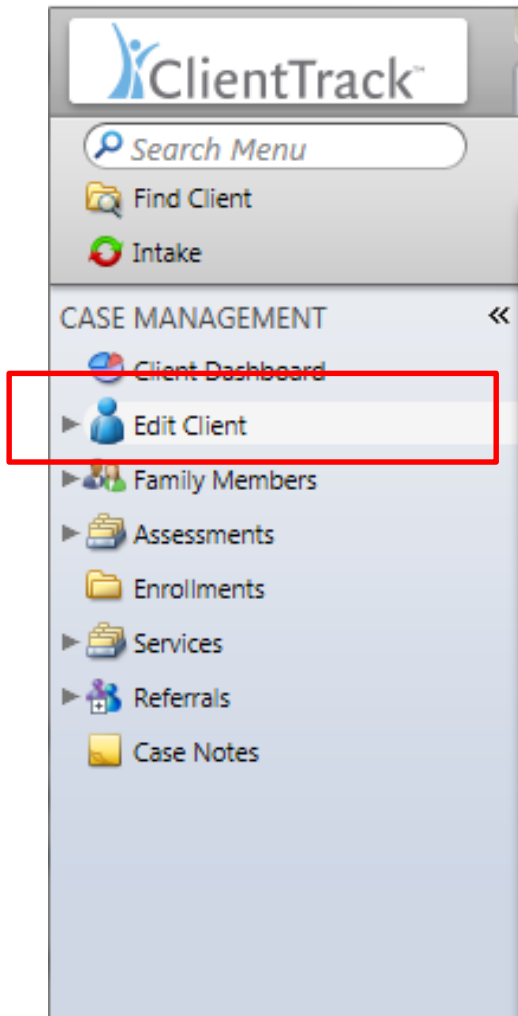 ClientTrack™
Search Menu
Find Client
Intake
CASE MANAGEMENT «
Client Dashboard
Edit Client
Family Members
Assessments
Enrollments
Services
Referrals
Case Notes